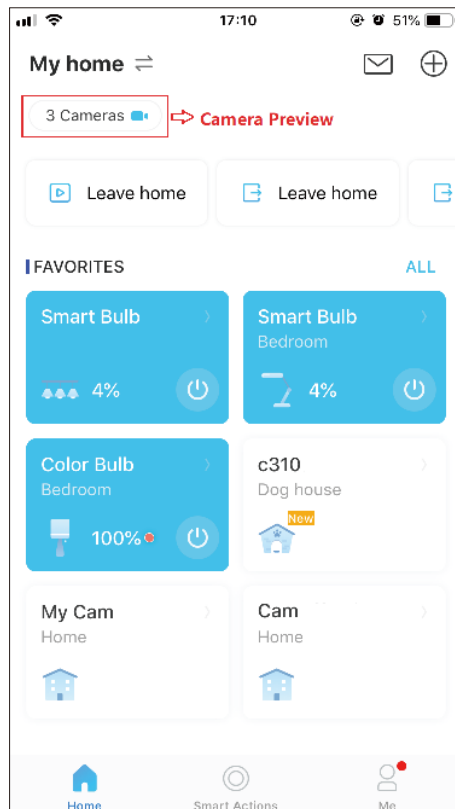 17:10
51%
My home
3 Cameras
Camera Preview
Leave home
Leave home
FAVORITES
ALL
Smart Bulb
4%
Smart Bulb
Bedroom
4%
Color Bulb
Bedroom
100%
c310
Dog house
New
My Cam
Home
Cam
Home
Home
Smart Actions
Me